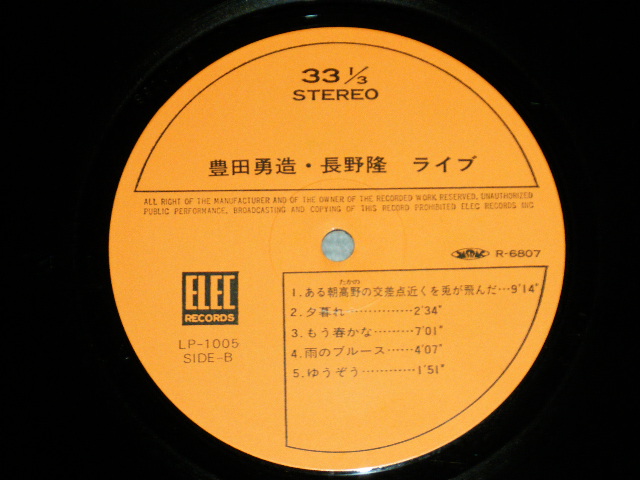 33 1/3
STEREO
豊田勇造・長野隆 ライブ
ALL RIGHT OF THE MANUFACTURER AND OF THE OWNER OF THE RECORDED WORK RESERVED, UNAUTHORIZED
PUBLIC PERFORMANCE, BROADCASTING AND COPYING OF THIS RECORD PROHIBITED ELEC RECORDS INC
R-6807
ELEC
RECORDS
LP-1005
SIDE-B
たかの
1. ある朝高野の交差点近くを兎が飛んだ…9'14"
2. 夕暮れ…………2'34"
3. もう春かな………7'01"
4. 雨のブルース……4'07"
5. ゆうぞう…………1'51"